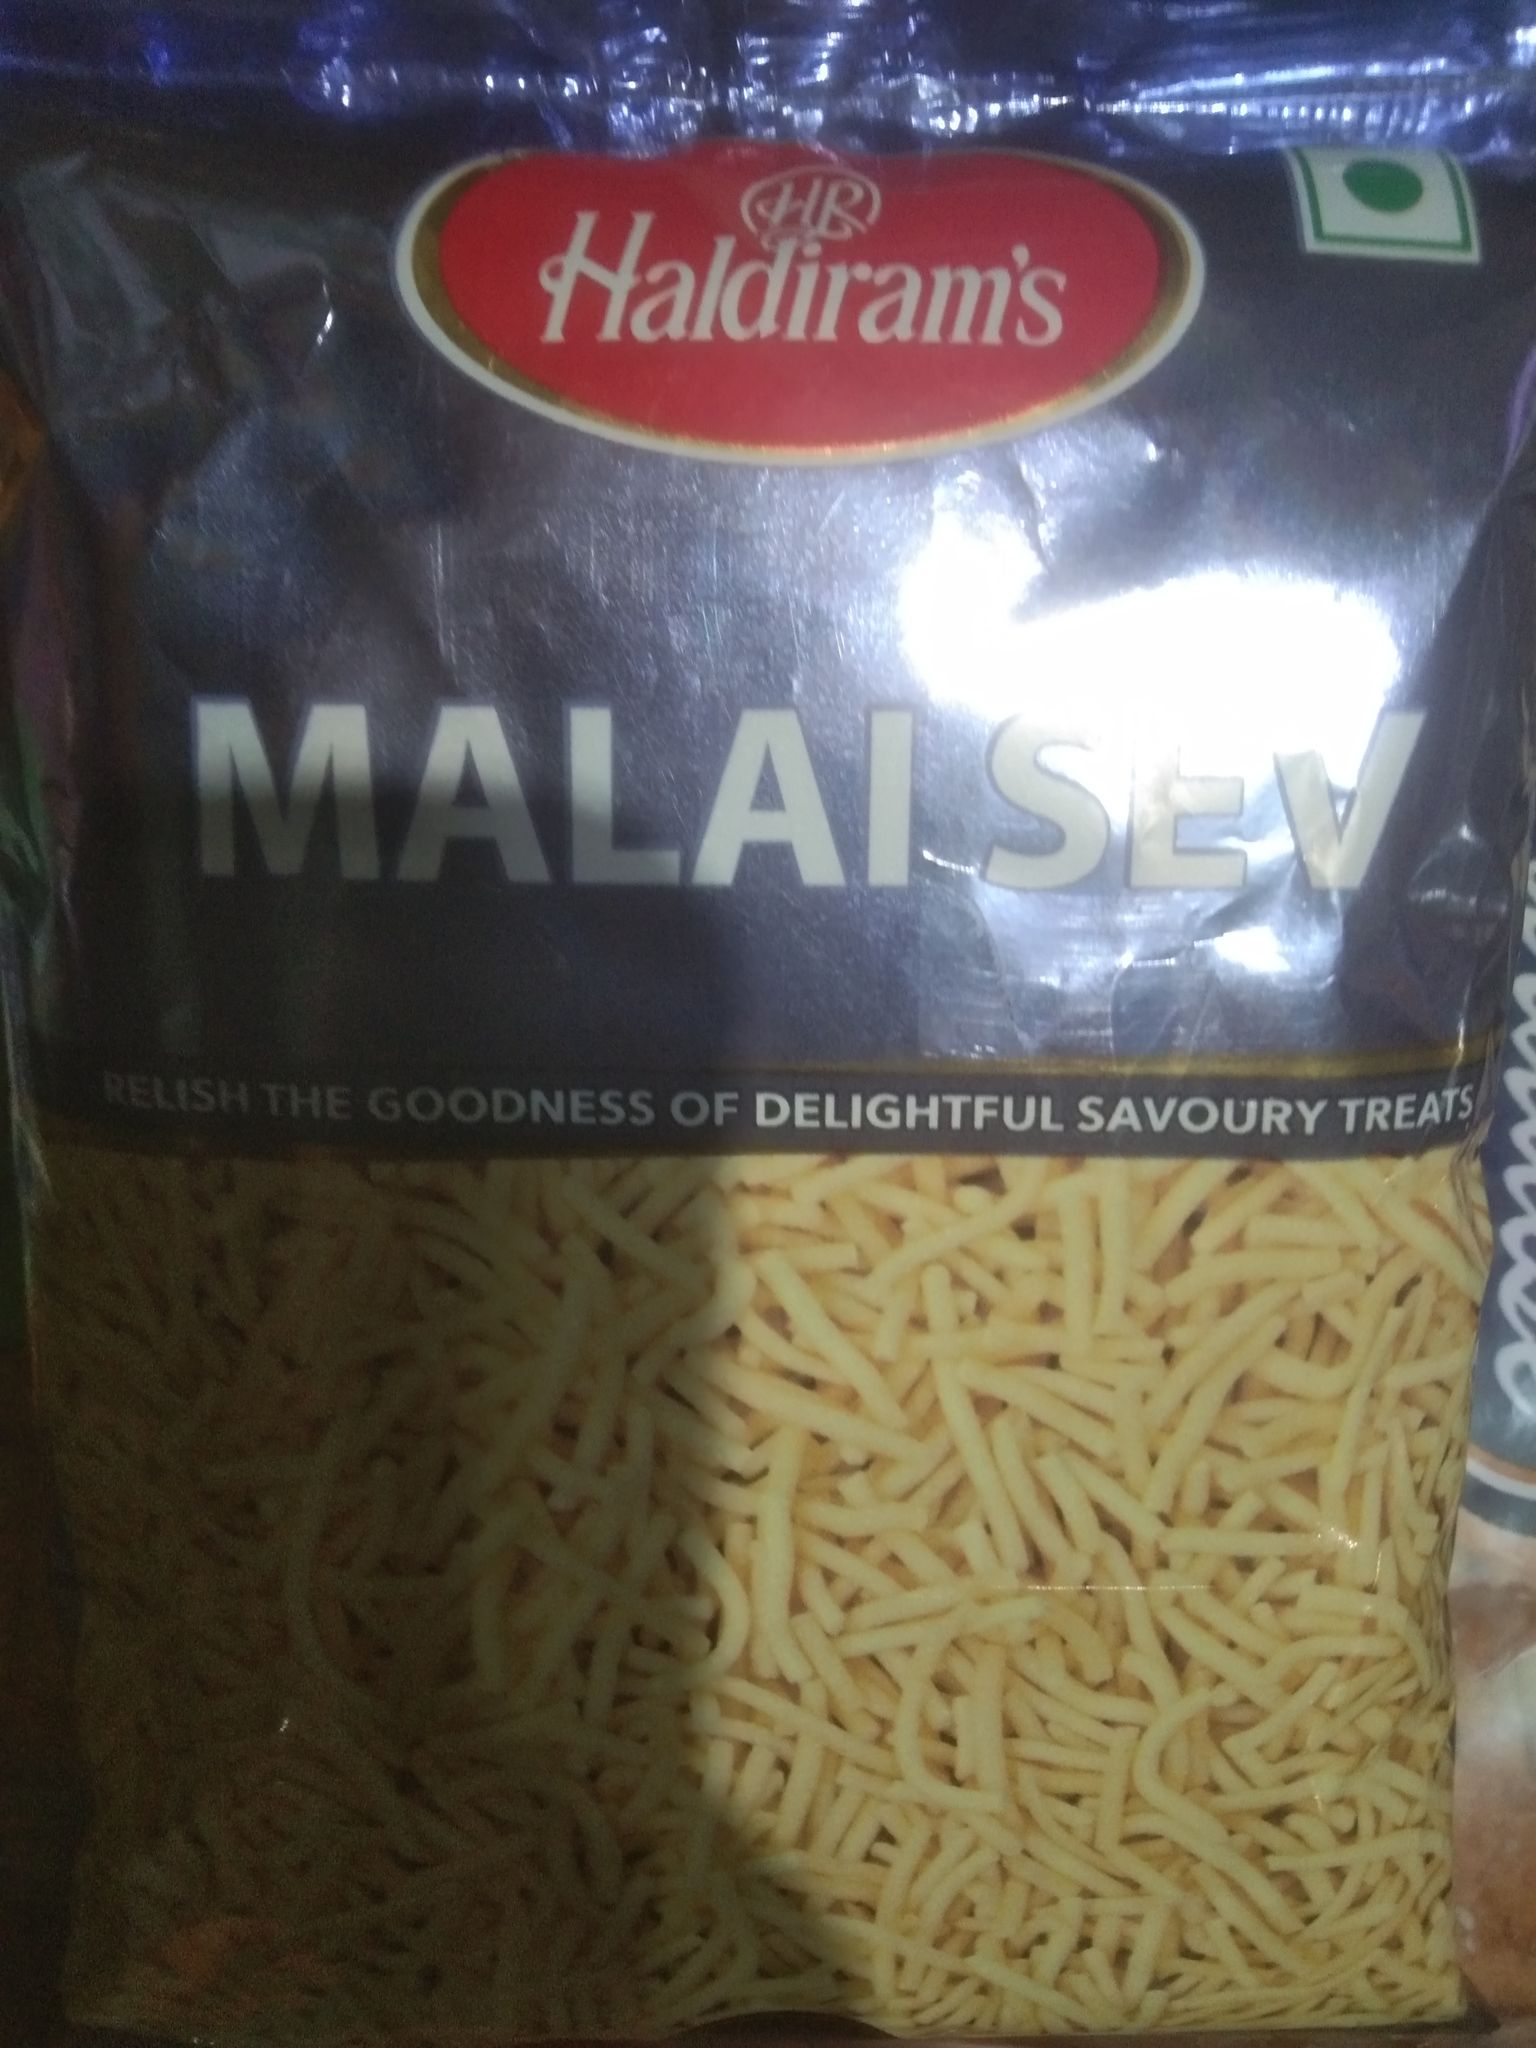 HR
Haldiram's
MALAI SEV
RELISH THE GOODNESS OF DELIGHTFUL SAVOURY TREATS